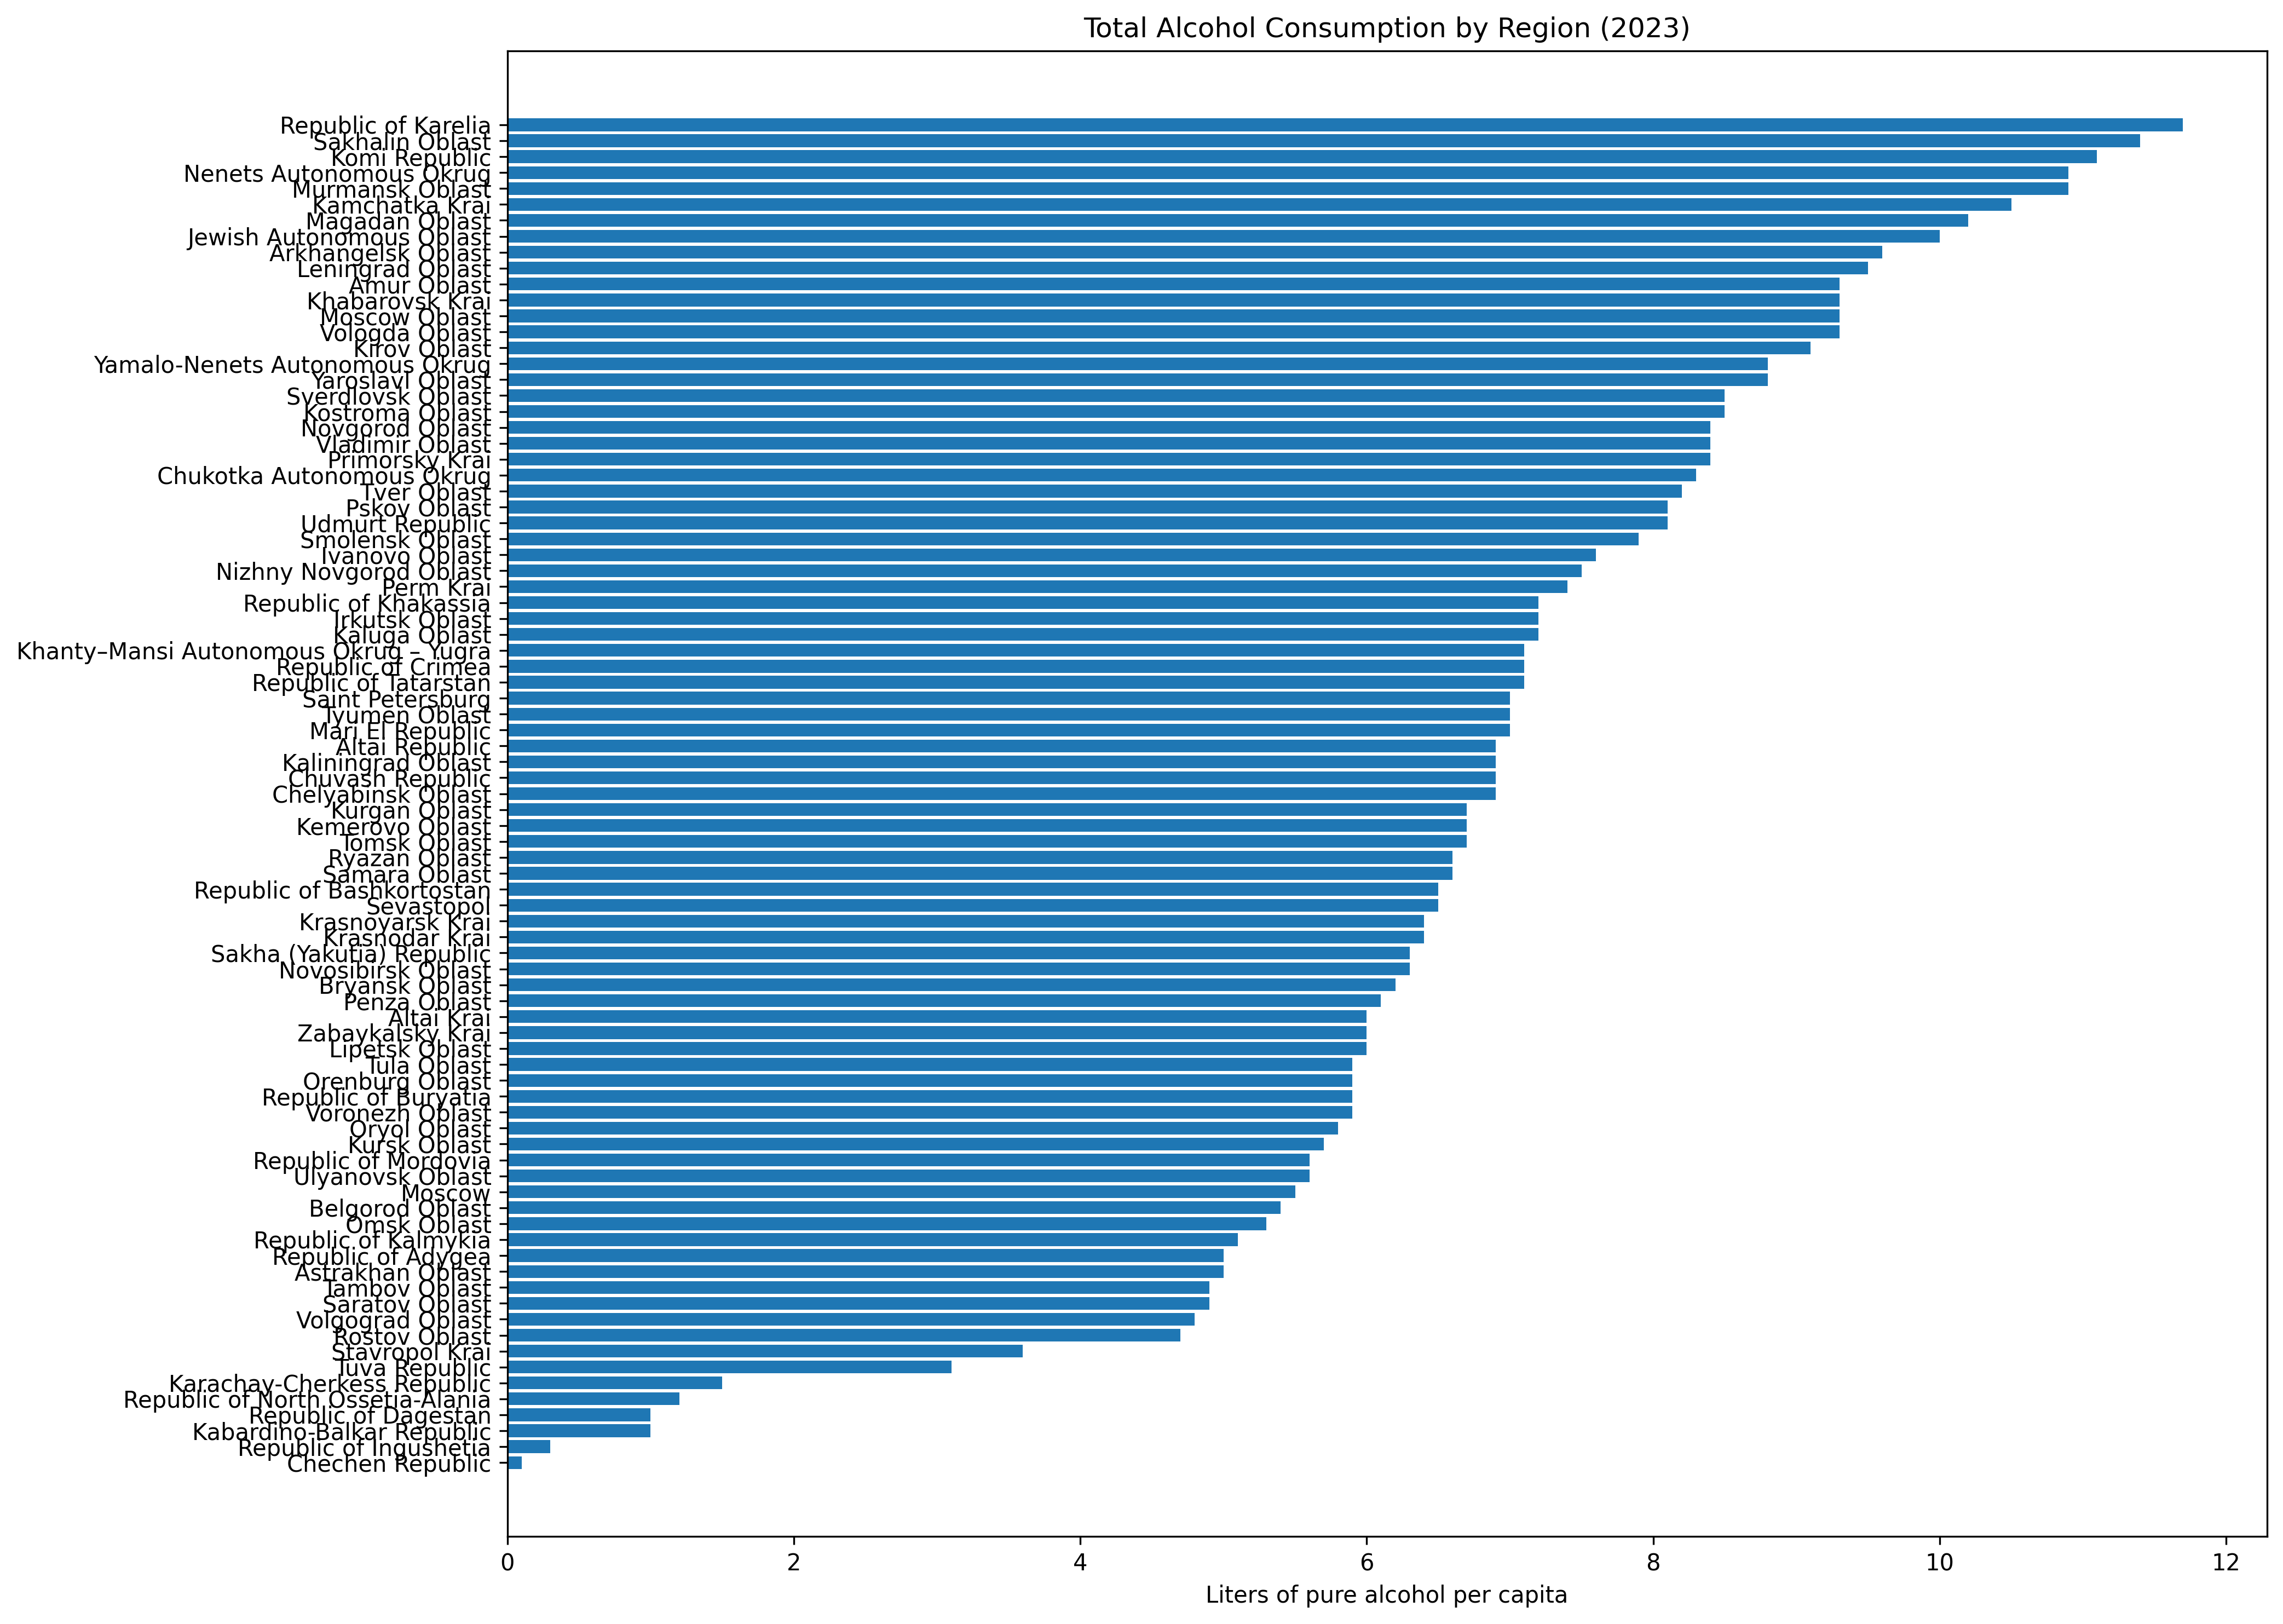 Total Alcohol Consumption by Region (2023)
Republic of Karelia
Sakhalin Oblast
Komi Republic
Nenets Autonomous Okrug
Murmansk Oblast
Kamchatka Krai
Magadan Oblast
Jewish Autonomous Oblast
Arkhangelsk Oblast
Leningrad Oblast
Amur Oblast
Khabarovsk Krai
Moscow Oblast
Vologda Oblast
Kirov Oblast
Yamalo-Nenets Autonomous Okrug
Yaroslavl Oblast
Sverdlovsk Oblast
Kostroma Oblast
Novgorod Oblast
Vladimir Oblast
Primorsky Krai
Chukotka Autonomous Okrug
Tver Oblast
Pskov Oblast
Udmurt Republic
Smolensk Oblast
Ivanovo Oblast
Nizhny Novgorod Oblast
Perm Krai
Republic of Khakassia
Irkutsk Oblast
Kaluga Oblast
Khanty–Mansi Autonomous Okrug – Yugra
Republic of Crimea
Republic of Tatarstan
Saint Petersburg
Tyumen Oblast
Mari El Republic
Altai Republic
Kaliningrad Oblast
Chuvash Republic
Chelyabinsk Oblast
Kurgan Oblast
Kemerovo Oblast
Tomsk Oblast
Ryazan Oblast
Samara Oblast
Republic of Bashkortostan
Sevastopol
Krasnoyarsk Krai
Krasnodar Krai
Sakha (Yakutia) Republic
Novosibirsk Oblast
Bryansk Oblast
Penza Oblast
Altai Krai
Zabaykalsky Krai
Lipetsk Oblast
Tula Oblast
Orenburg Oblast
Republic of Buryatia
Voronezh Oblast
Oryol Oblast
Kursk Oblast
Republic of Mordovia
Ulyanovsk Oblast
Moscow
Belgorod Oblast
Omsk Oblast
Republic of Kalmykia
Republic of Adygea
Astrakhan Oblast
Tambov Oblast
Saratov Oblast
Volgograd Oblast
Rostov Oblast
Stavropol Krai
Tuva Republic
Karachay-Cherkess Republic
Republic of North Ossetia-Alania
Republic of Dagestan
Kabardino-Balkar Republic
Republic of Ingushetia
Chechen Republic
0 2 4 6 8 10 12
Liters of pure alcohol per capita